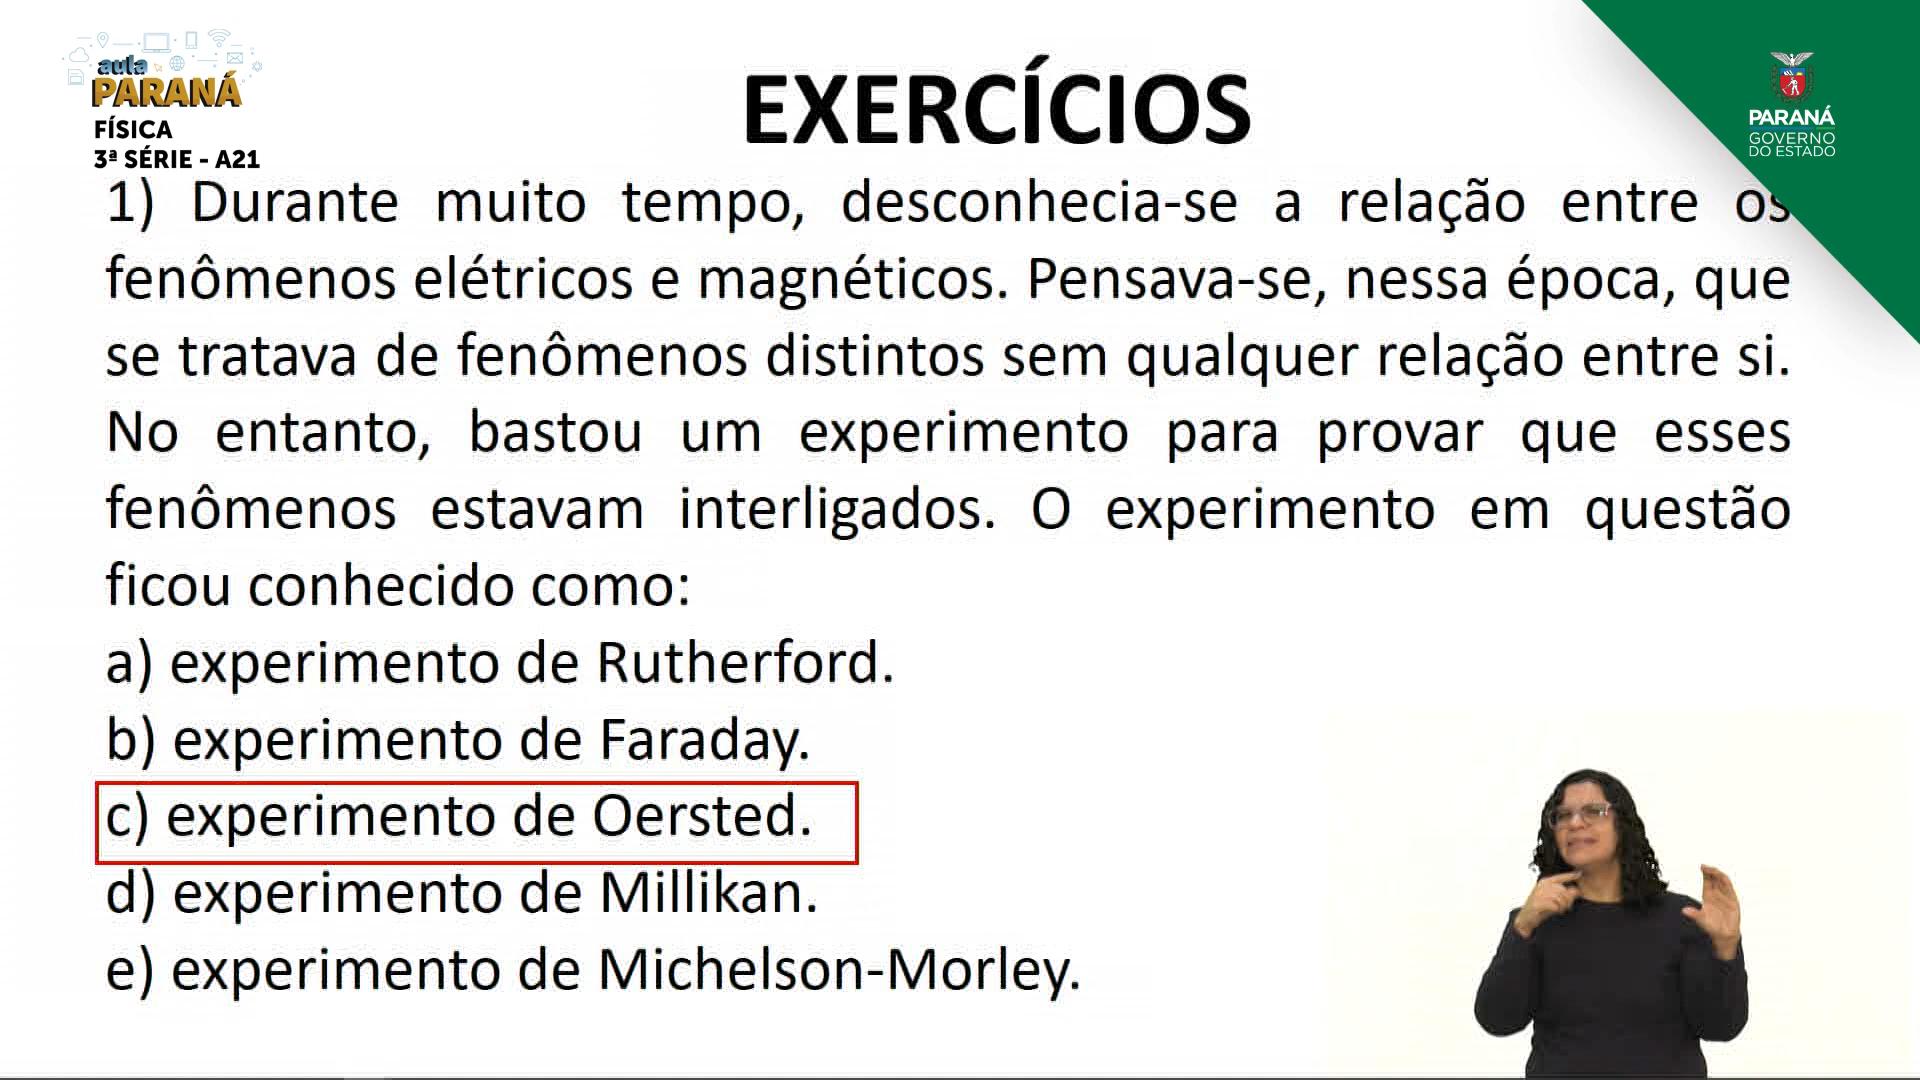 aula
PARANÁ
FÍSICA
3ª SÉRIE - A21
EXERCÍCIOS
PARANÁ
GOVERNO
DO ESTADO
1) Durante muito tempo, desconhecia-se a relação entre os
fenômenos elétricos e magnéticos. Pensava-se, nessa época, que
se tratava de fenômenos distintos sem qualquer relação entre si.
No entanto, bastou um experimento para provar que esses
fenômenos estavam interligados. O experimento em questão
ficou conhecido como:
a) experimento de Rutherford.
b) experimento de Faraday.
c) experimento de Oersted.
d) experimento de Millikan.
e) experimento de Michelson-Morley.